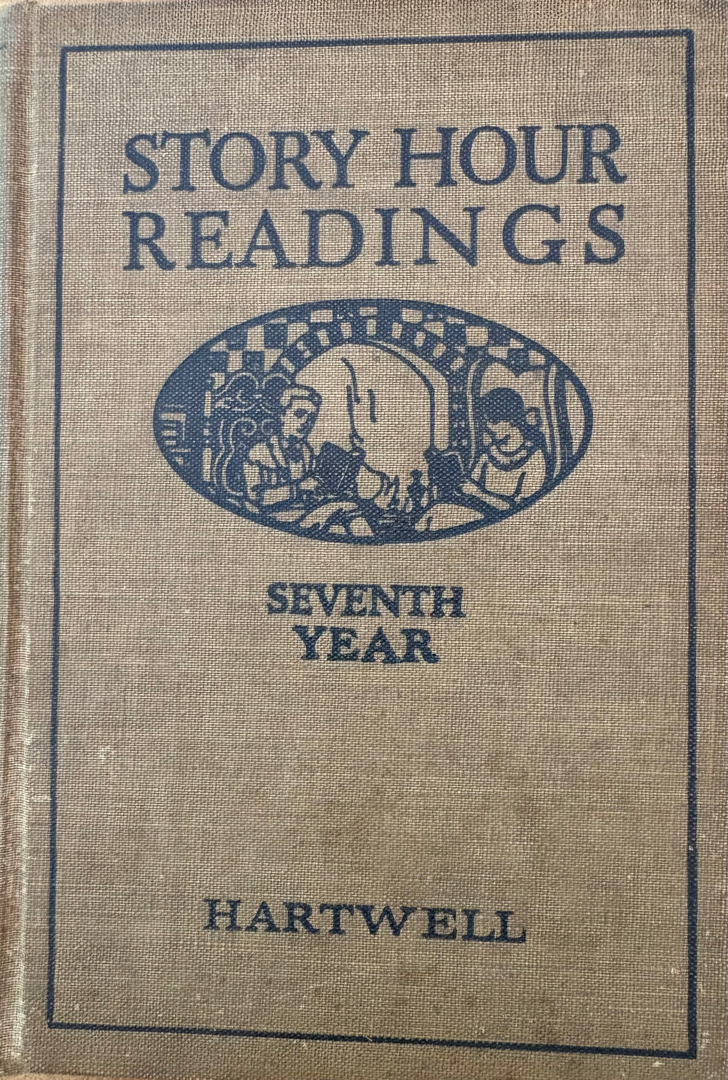 STORY HOUR
READINGS
SEVENTH
YEAR
HARTWELL